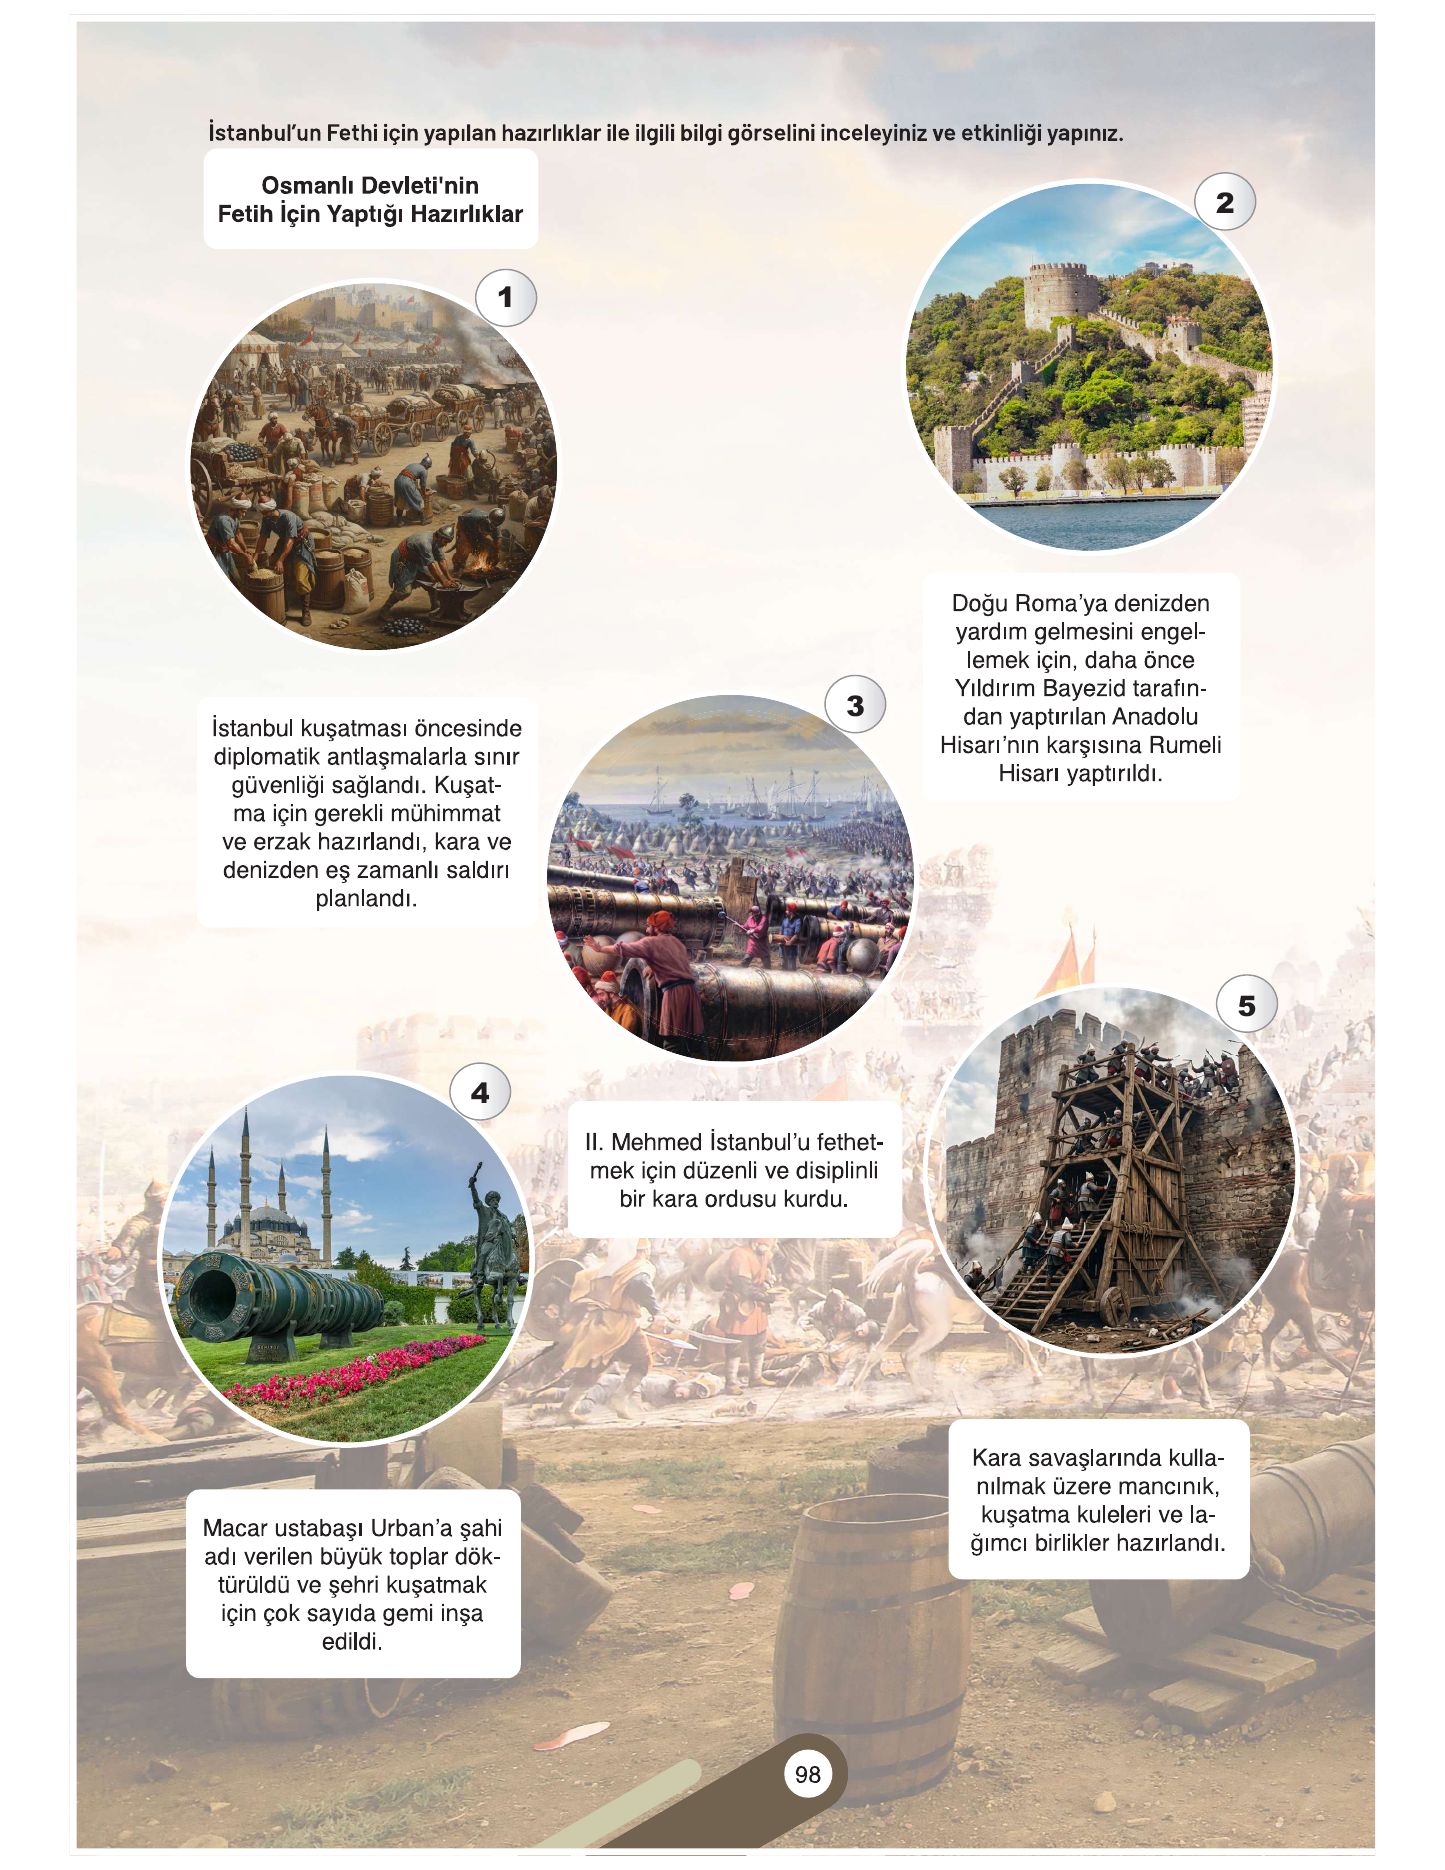 İstanbul’un Fethi için yapılan hazırlıklar ile ilgili bilgi görselini inceleyiniz ve etkinliği yapınız.
Osmanlı Devleti'nin
Fetih İçin Yaptığı Hazırlıklar
1
İstanbul kuşatması öncesinde
diplomatik antlaşmalarla sınır
güvenliği sağlandı. Kuşat-
ma için gerekli mühimmat
ve erzak hazırlandı, kara ve
denizden eş zamanlı saldırı
planlandı.
2
Doğu Roma’ya denizden
yardım gelmesini engel-
lemek için, daha önce
Yıldırım Bayezid tarafın-
dan yaptırılan Anadolu
Hisarı’nın karşısına Rumeli
Hisarı yaptırıldı.
3
II. Mehmed İstanbul’u fethet-
mek için düzenli ve disiplinli
bir kara ordusu kurdu.
4
Macar ustabaşı Urban’a şahi
adı verilen büyük toplar dök-
türüldü ve şehri kuşatmak
için çok sayıda gemi inşa
edildi.
5
Kara savaşlarında kulla-
nılmak üzere mancınık,
kuşatma kuleleri ve la-
ğımcı birlikler hazırlandı.
98